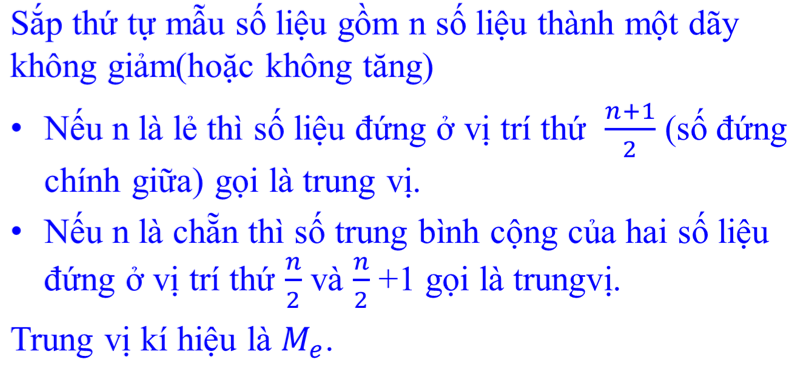 Sắp thứ tự mẫu số liệu gồm n số liệu thành một dãy
không giảm(hoặc không tăng)
• Nếu n là lẻ thì số liệu đứng ở vị trí thứ $\frac{n+1}{2}$ (số đứng
chính giữa) gọi là trung vị.
• Nếu n là chẵn thì số trung bình cộng của hai số liệu
đứng ở vị trí thứ $\frac{n}{2}$ và $\frac{n}{2}$ +1 gọi là trungvị.
Trung vị kí hiệu là $M_e$.